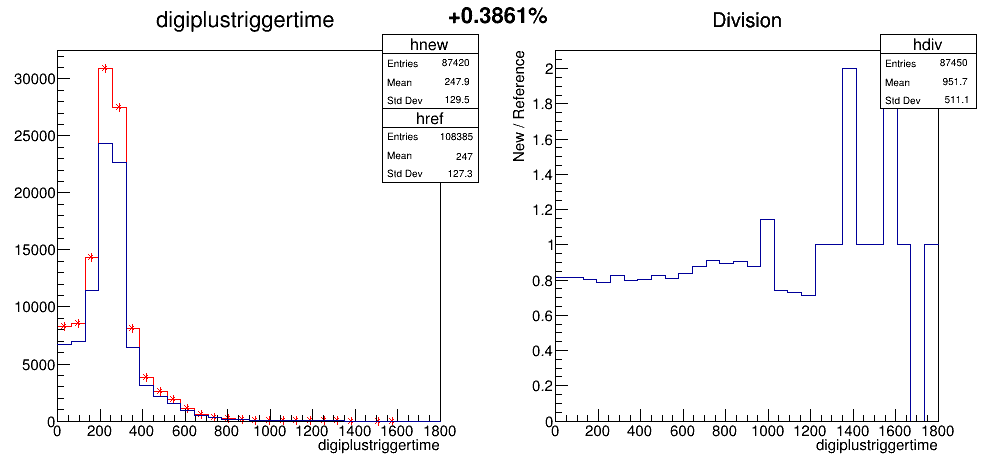 digiplustriggertime
+0.3861%
Division
hnew
Entries 87420
Mean 247.9
Std Dev 129.5
href
Entries 108385
Mean 247
Std Dev 127.3
30000
25000
20000
15000
10000
5000
0
0 200 400 600 800 1000 1200 1400 1600 1800
digiplustriggertime
hdiv
Entries 87450
Mean 951.7
Std Dev 511.1
New / Reference
2
1.8
1.6
1.4
1.2
1
0.8
0.6
0.4
0.2
0
0 200 400 600 800 1000 1200 1400 1600 1800
digiplustriggertime